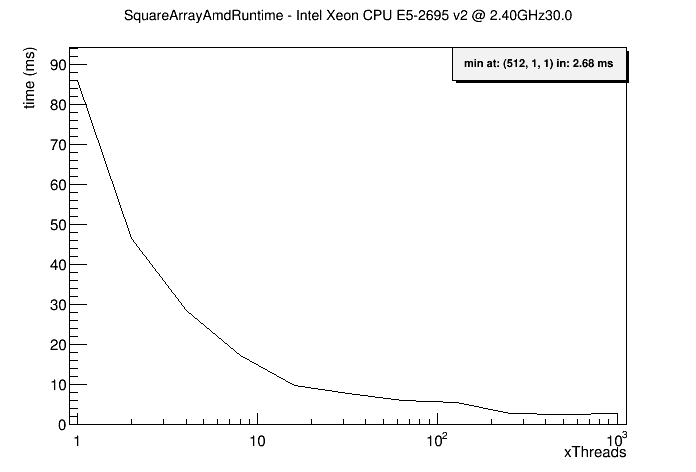 SquareArrayAmdRuntime - Intel Xeon CPU E5-2695 v2 @ 2.40GHz30.0
min at: (512, 1, 1) in: 2.68 ms
time (ms)
90
80
70
60
50
40
30
20
10
0
1 10 10² 10³
xThreads